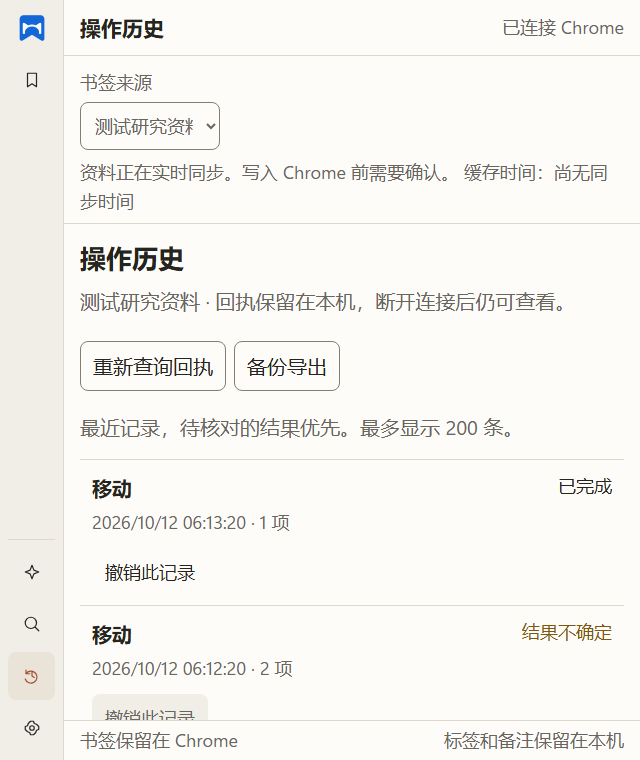 操作历史
已连接 Chrome
书签来源
测试研究资料
资料正在实时同步。写入 Chrome 前需要确认。 缓存时间：尚无同
步时间
操作历史
测试研究资料 · 回执保留在本机，断开连接后仍可查看。
重新查询回执
备份导出
最近记录，待核对的结果优先。最多显示 200 条。
移动
已完成
2026/10/12 06:13:20 · 1 项
撤销此记录
移动
结果不确定
2026/10/12 06:12:20 · 2 项
撤销此记录
书签保留在 Chrome
标签和备注保留在本机